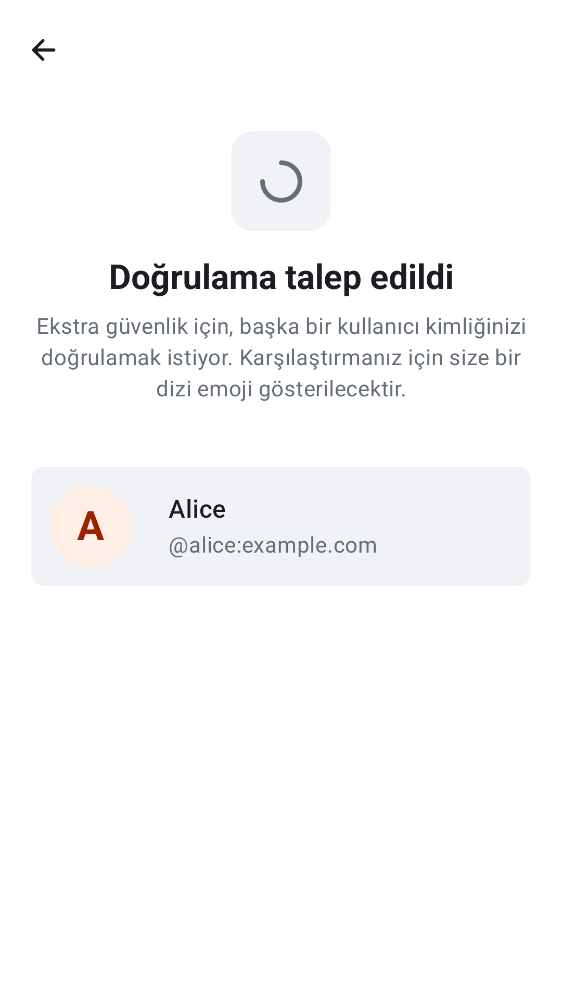 Doğrulama talep edildi
Ekstra güvenlik için, başka bir kullanıcı kimliğinizi
doğrulamak istiyor. Karşılaştırmanız için size bir
dizi emoji gösterilecektir.
A
Alice
@alice:example.com